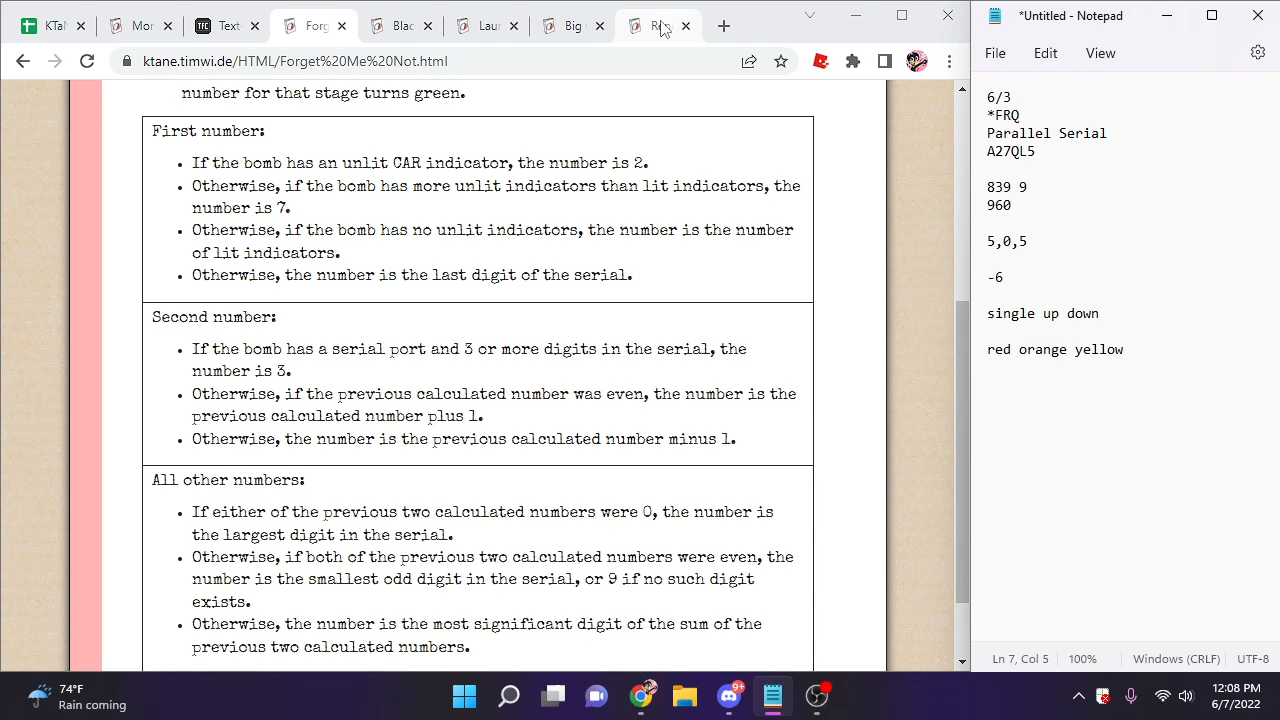 KTaN
Mor
TFC
Text
Forg
Blac
Laur
Big
*Untitled - Notepad
ktane.timwi.de/HTML/Forget%20Me%20Not.html
File Edit View
number for that stage turns green.
First number:
• If the bomb has an unlit CAR indicator, the number is 2.
• Otherwise, if the bomb has more unlit indicators than lit indicators, the
number is 7.
• Otherwise, if the bomb has no unlit indicators, the number is the number
of lit indicators.
• Otherwise, the number is the last digit of the serial.
Second number:
• If the bomb has a serial port and 3 or more digits in the serial, the
number is 3.
• Otherwise, if the previous calculated number was even, the number is the
previous calculated number plus 1.
• Otherwise, the number is the previous calculated number minus 1.
All other numbers:
• If either of the previous two calculated numbers were 0, the number is
the largest digit in the serial.
• Otherwise, if both of the previous two calculated numbers were even, the
number is the smallest odd digit in the serial, or 9 if no such digit
exists.
• Otherwise, the number is the most significant digit of the sum of the
previous two calculated numbers.
6/3
*FRQ
Parallel Serial
A27QL5
839 9
960
5,0,5
-6
single up down
red orange yellow
Ln 7, Col 5 100% Windows (CRLF) UTF-8
74°F
Rain coming
9+
12:08 PM
6/7/2022